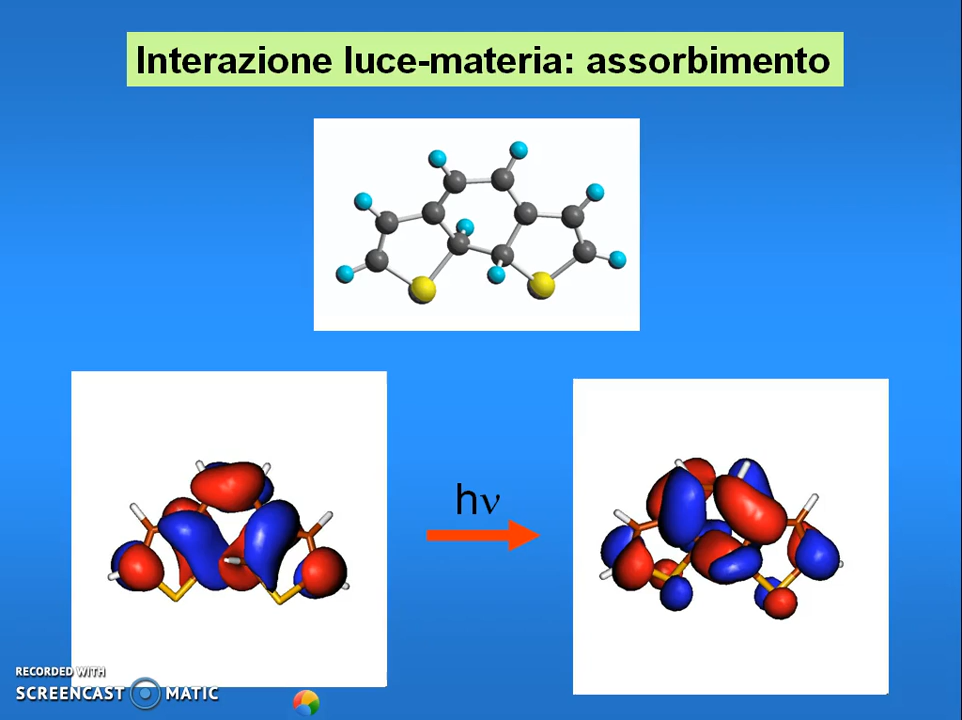 Interazione luce-materia: assorbimento
hν
RECORDED WITH
SCREENCAST MATIC